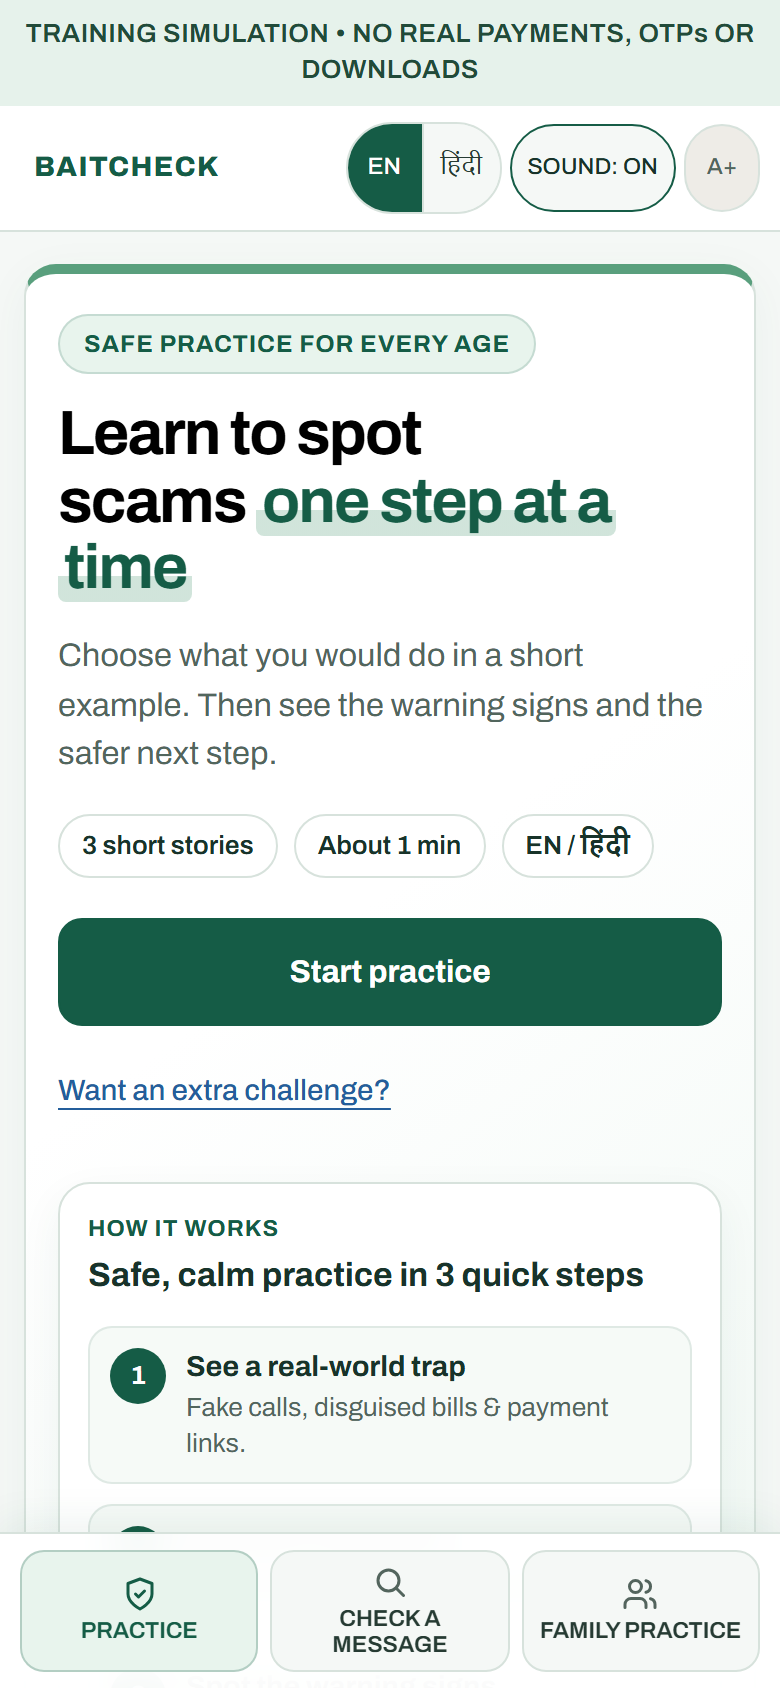 TRAINING SIMULATION • NO REAL PAYMENTS, OTPs OR
DOWNLOADS
BAITCHECK
EN
हिंदी
SOUND: ON
A+
SAFE PRACTICE FOR EVERY AGE
Learn to spot
scams one step at a
time
Choose what you would do in a short
example. Then see the warning signs and the
safer next step.
3 short stories
About 1 min
EN / हिंदी
Start practice
Want an extra challenge?
HOW IT WORKS
Safe, calm practice in 3 quick steps
1
See a real-world trap
Fake calls, disguised bills & payment
links.
PRACTICE
CHECK A
MESSAGE
FAMILY PRACTICE
Spot the warning signs